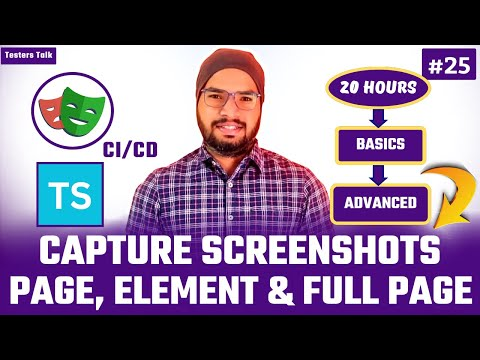 Testers Talk
#25
CI/CD
TS
20 HOURS
BASICS
ADVANCED
CAPTURE SCREENSHOTS
PAGE, ELEMENT & FULL PAGE